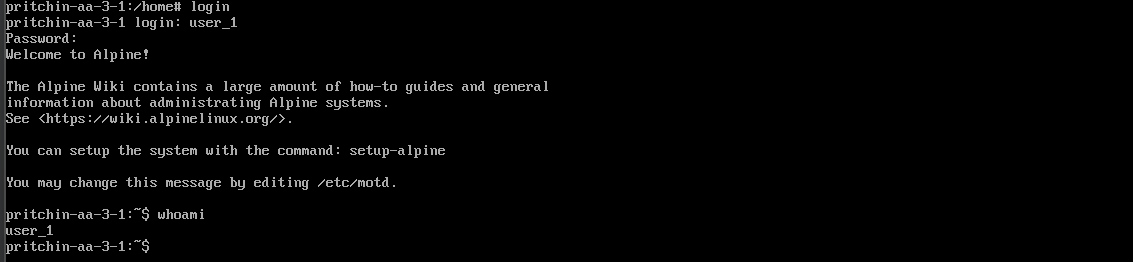 pritchin-aa-3-1:/home# login
pritchin-aa-3-1 login: user_1
Password:
Welcome to Alpine!
The Alpine Wiki contains a large amount of how-to guides and general
information about administrating Alpine systems.
See <https://wiki.alpinelinux.org/>.
You can setup the system with the command: setup-alpine
You may change this message by editing /etc/motd.
pritchin-aa-3-1:~$ whoami
user_1
pritchin-aa-3-1:~$